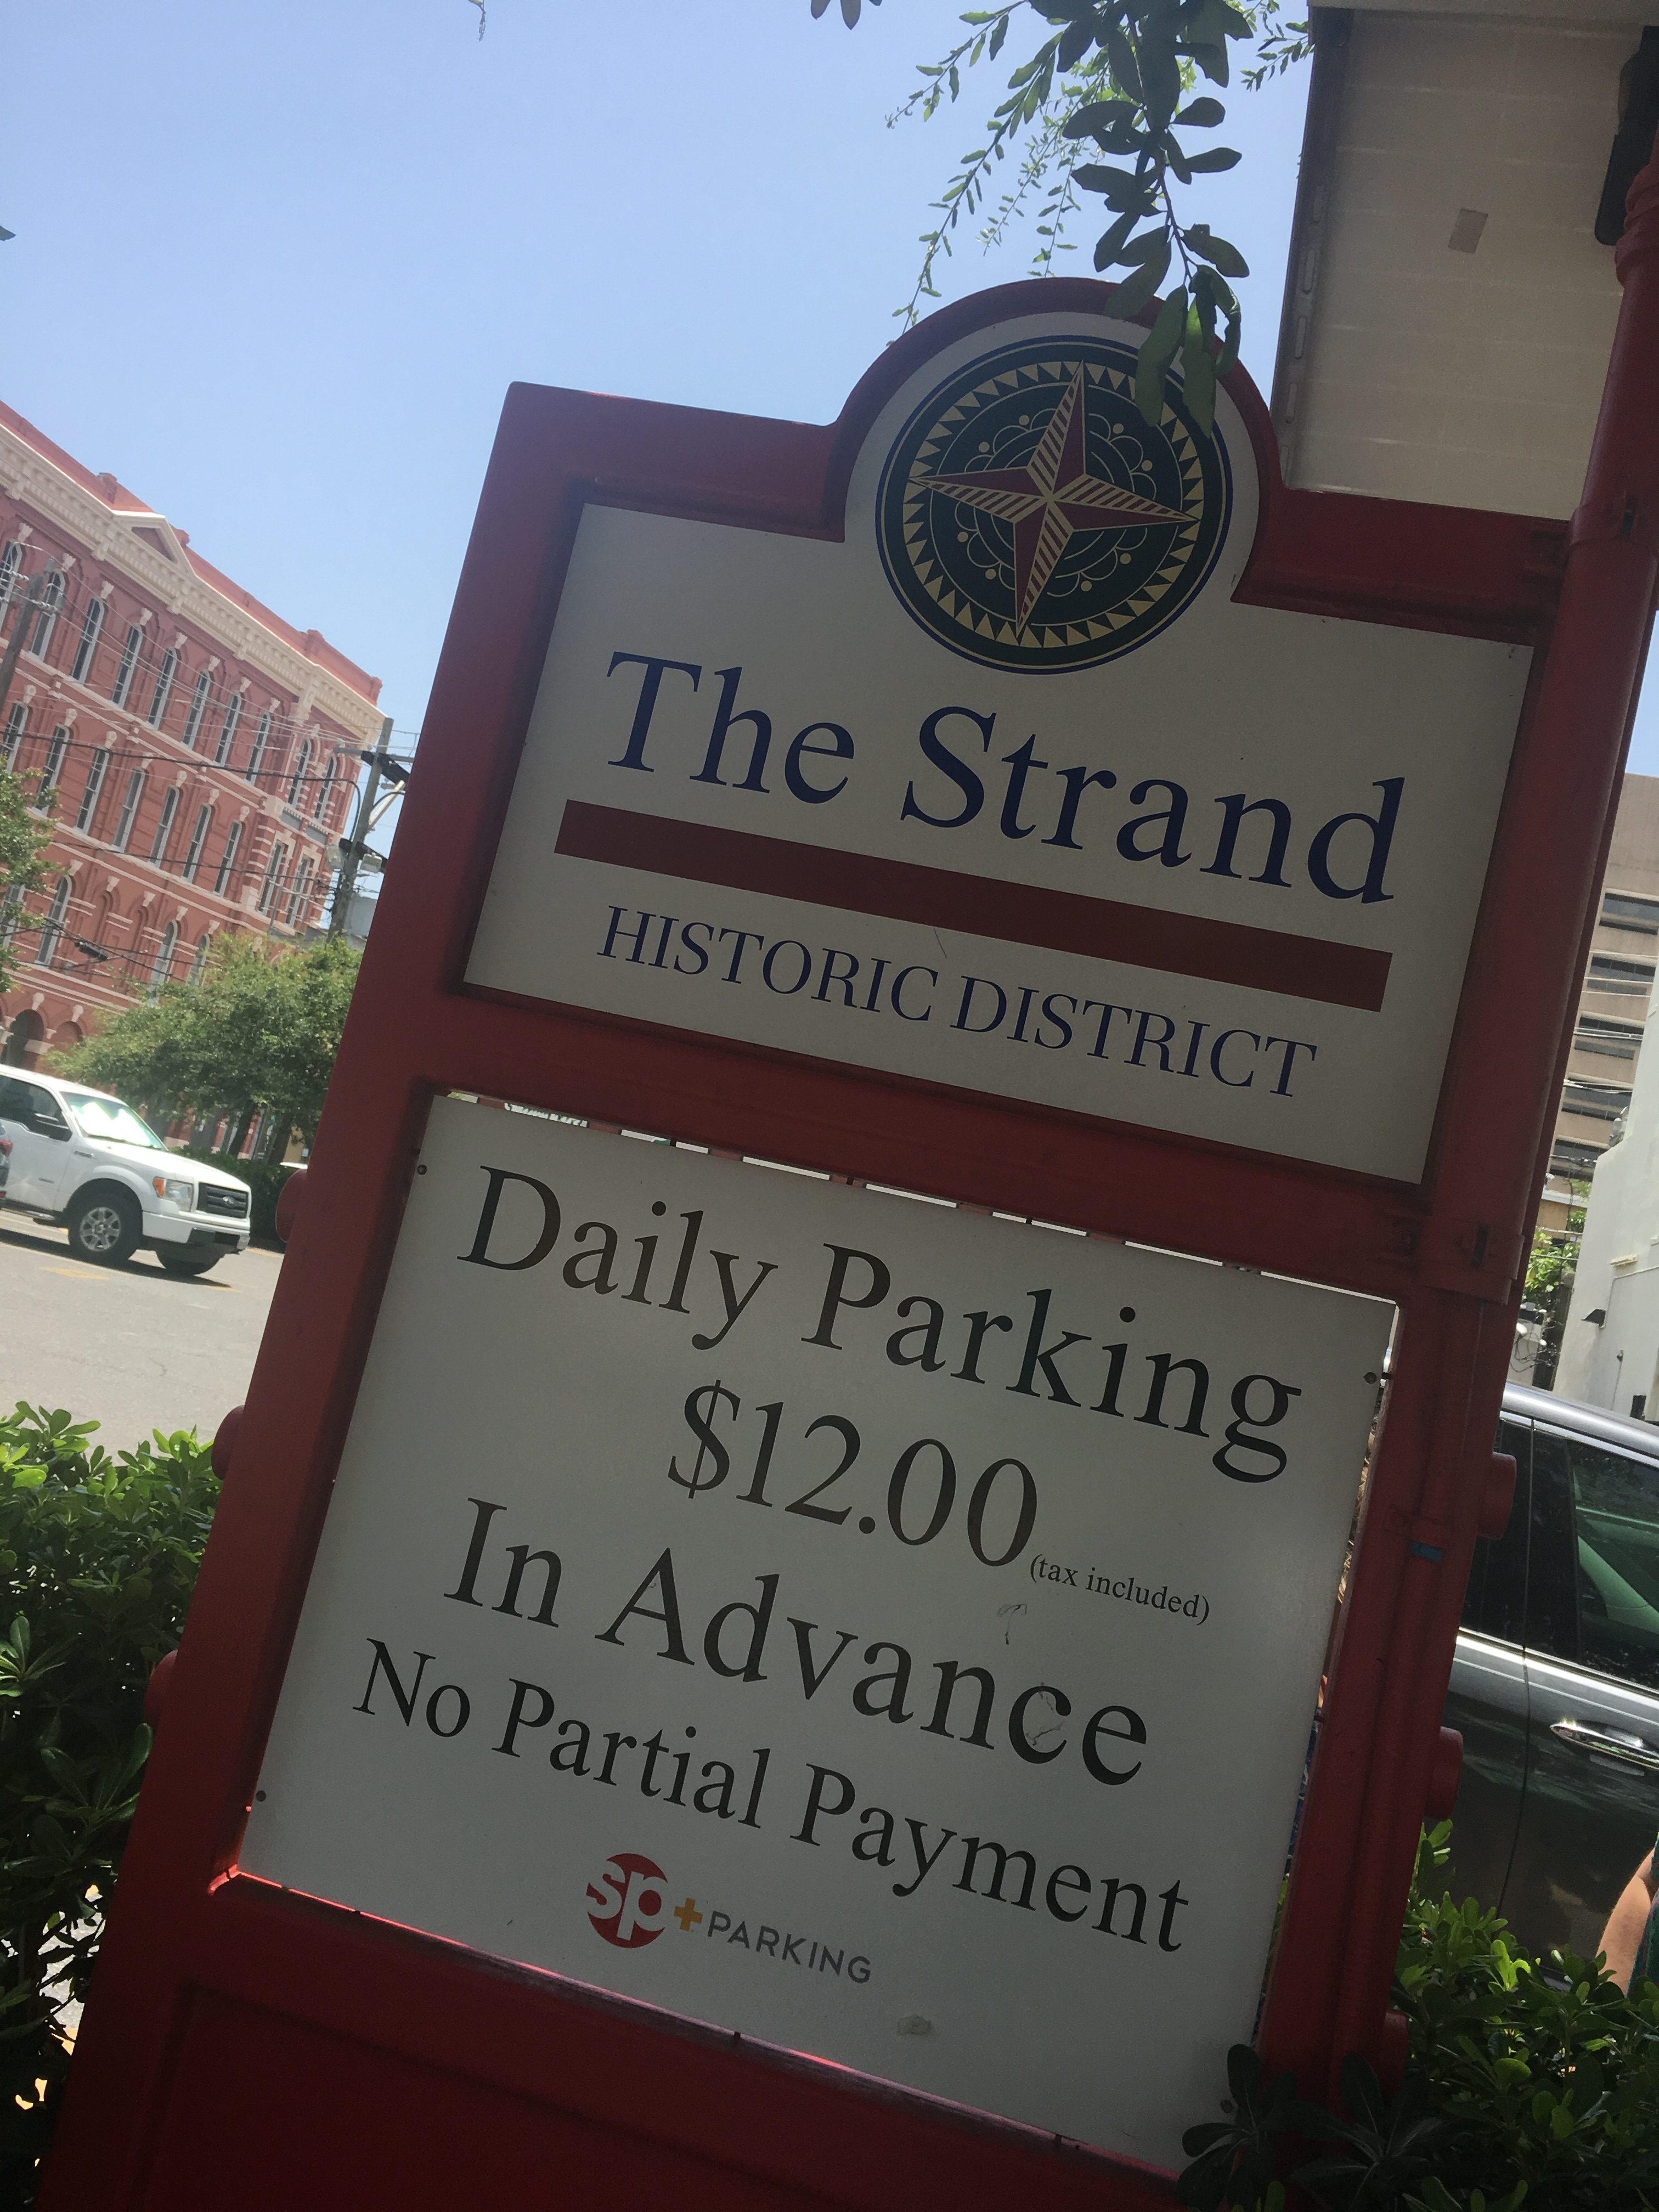 The Strand
HISTORIC DISTRICT
Daily Parking
$12.00 (tax included)
In Advance
No Partial Payment
sp+ PARKING